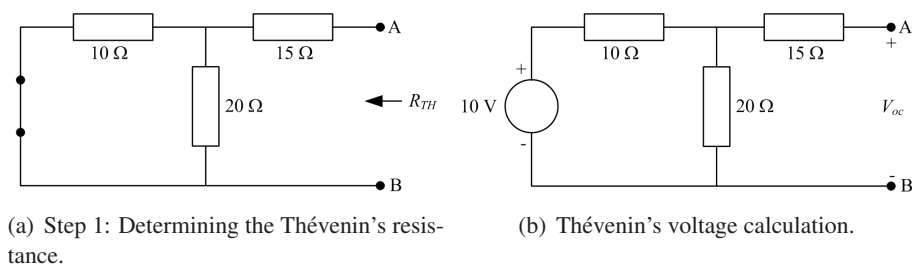 A
10 Ω
15 Ω
20 Ω
R_TH
B
(a) Step 1: Determining the Thévenin's resis-
tance.
A
+
10 Ω
15 Ω
+
10 V
20 Ω
V_oc
-
-
B
(b) Thévenin's voltage calculation.